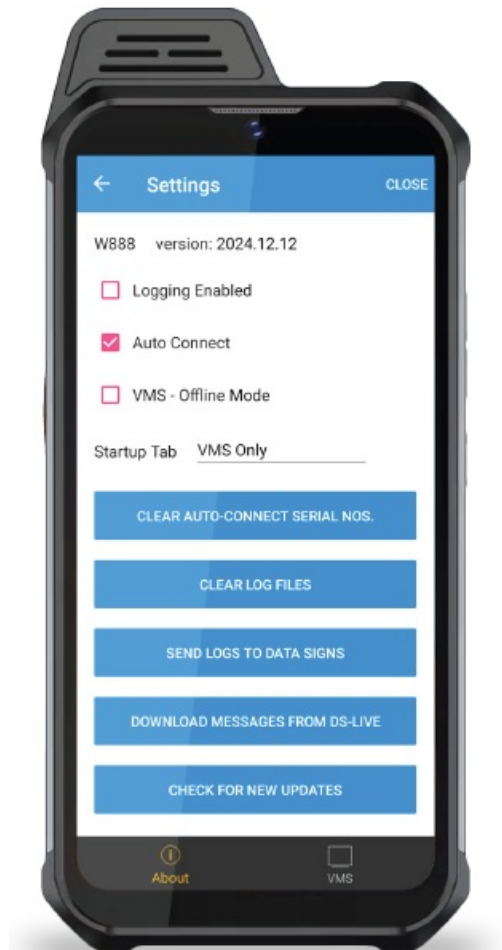 Settings
CLOSE
W888 version: 2024.12.12
Logging Enabled
Auto Connect
VMS - Offline Mode
Startup Tab VMS Only
CLEAR AUTO-CONNECT SERIAL NOS.
CLEAR LOG FILES
SEND LOGS TO DATA SIGNS
DOWNLOAD MESSAGES FROM DS-LIVE
CHECK FOR NEW UPDATES
About
VMS